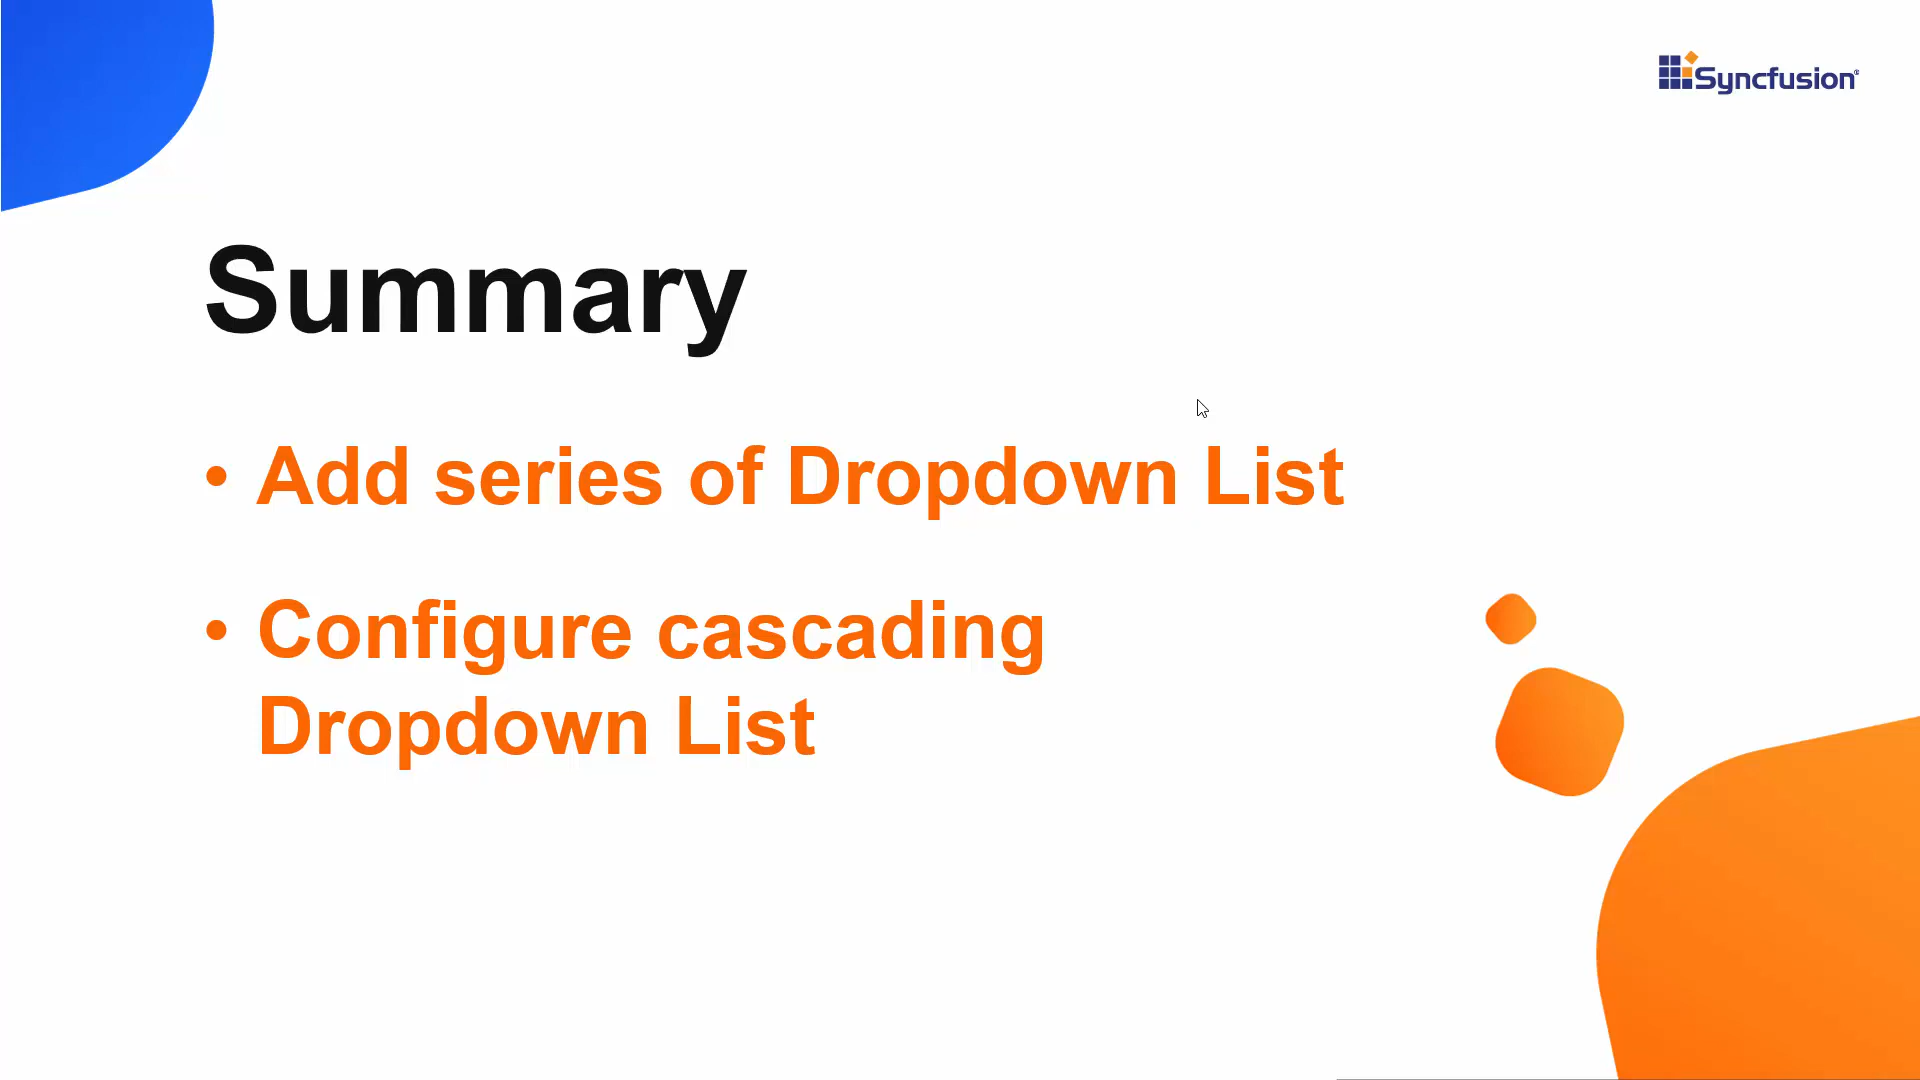 Syncfusion
Summary
• Add series of Dropdown List
• Configure cascading
Dropdown List